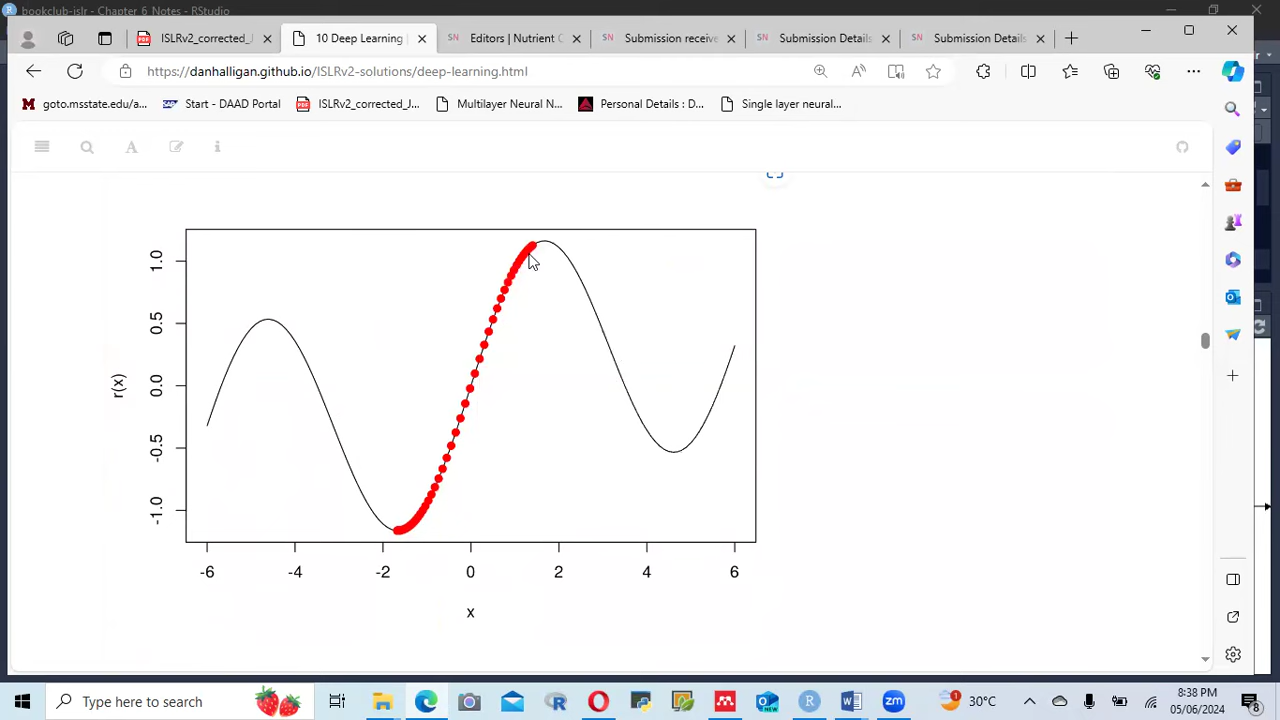 bookclub-islr - Chapter 6 Notes - RStudio
ISLRv2_corrected_J
10 Deep Learning
Editors | Nutrient C
Submission receive
Submission Details
Submission Details
https://danhalligan.github.io/ISLRv2-solutions/deep-learning.html
goto.msstate.edu/a...
Start - DAAD Portal
ISLRv2_corrected_J...
Multilayer Neural N...
Personal Details : D...
Single layer neural...
r(x)
1.0
0.5
0.0
-0.5
-1.0
-6 -4 -2 0 2 4 6
x
Type here to search
30°C
8:38 PM
05/06/2024